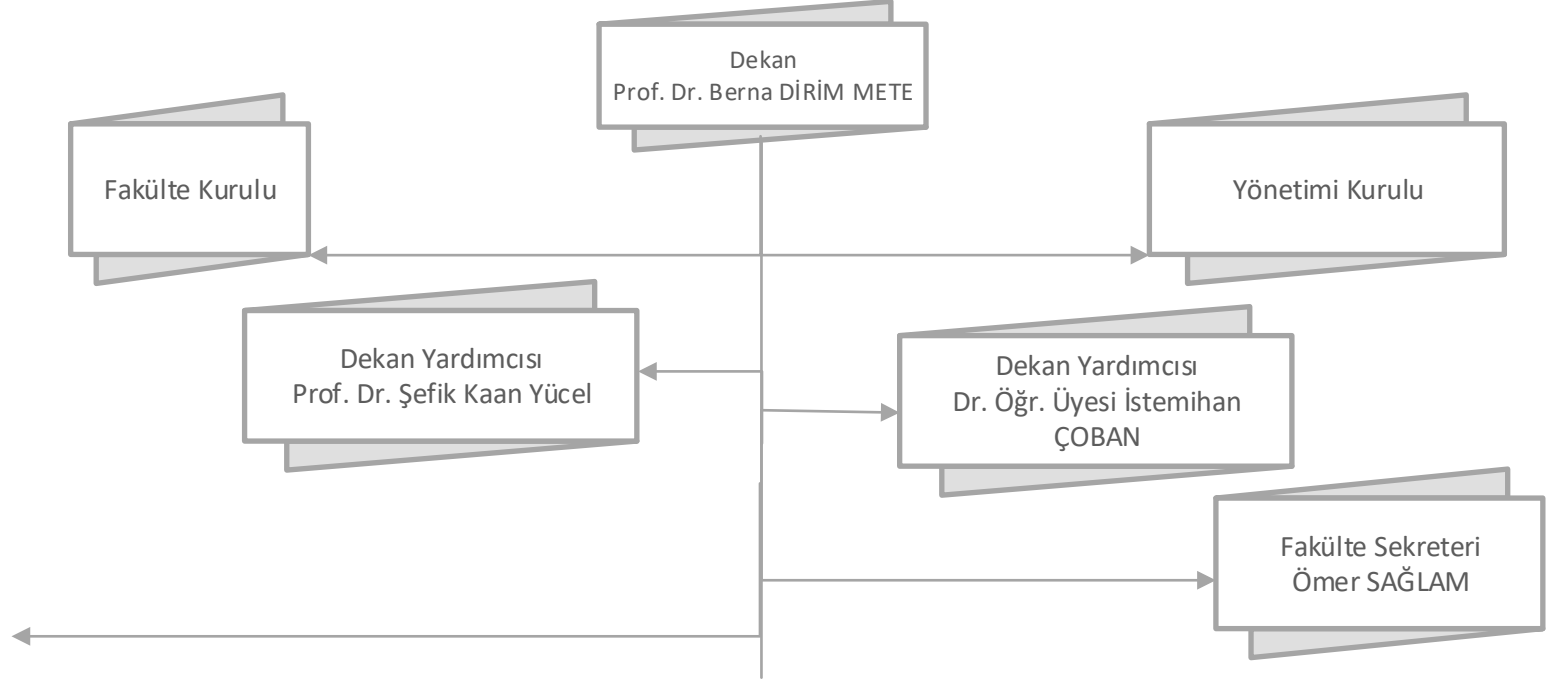 Dekan
Prof. Dr. Berna DİRİM METE
Fakülte Kurulu
Yönetimi Kurulu
Dekan Yardımcısı
Prof. Dr. Şefik Kaan Yücel
Dekan Yardımcısı
Dr. Öğr. Üyesi İstemihan
ÇOBAN
Fakülte Sekreteri
Ömer SAĞLAM